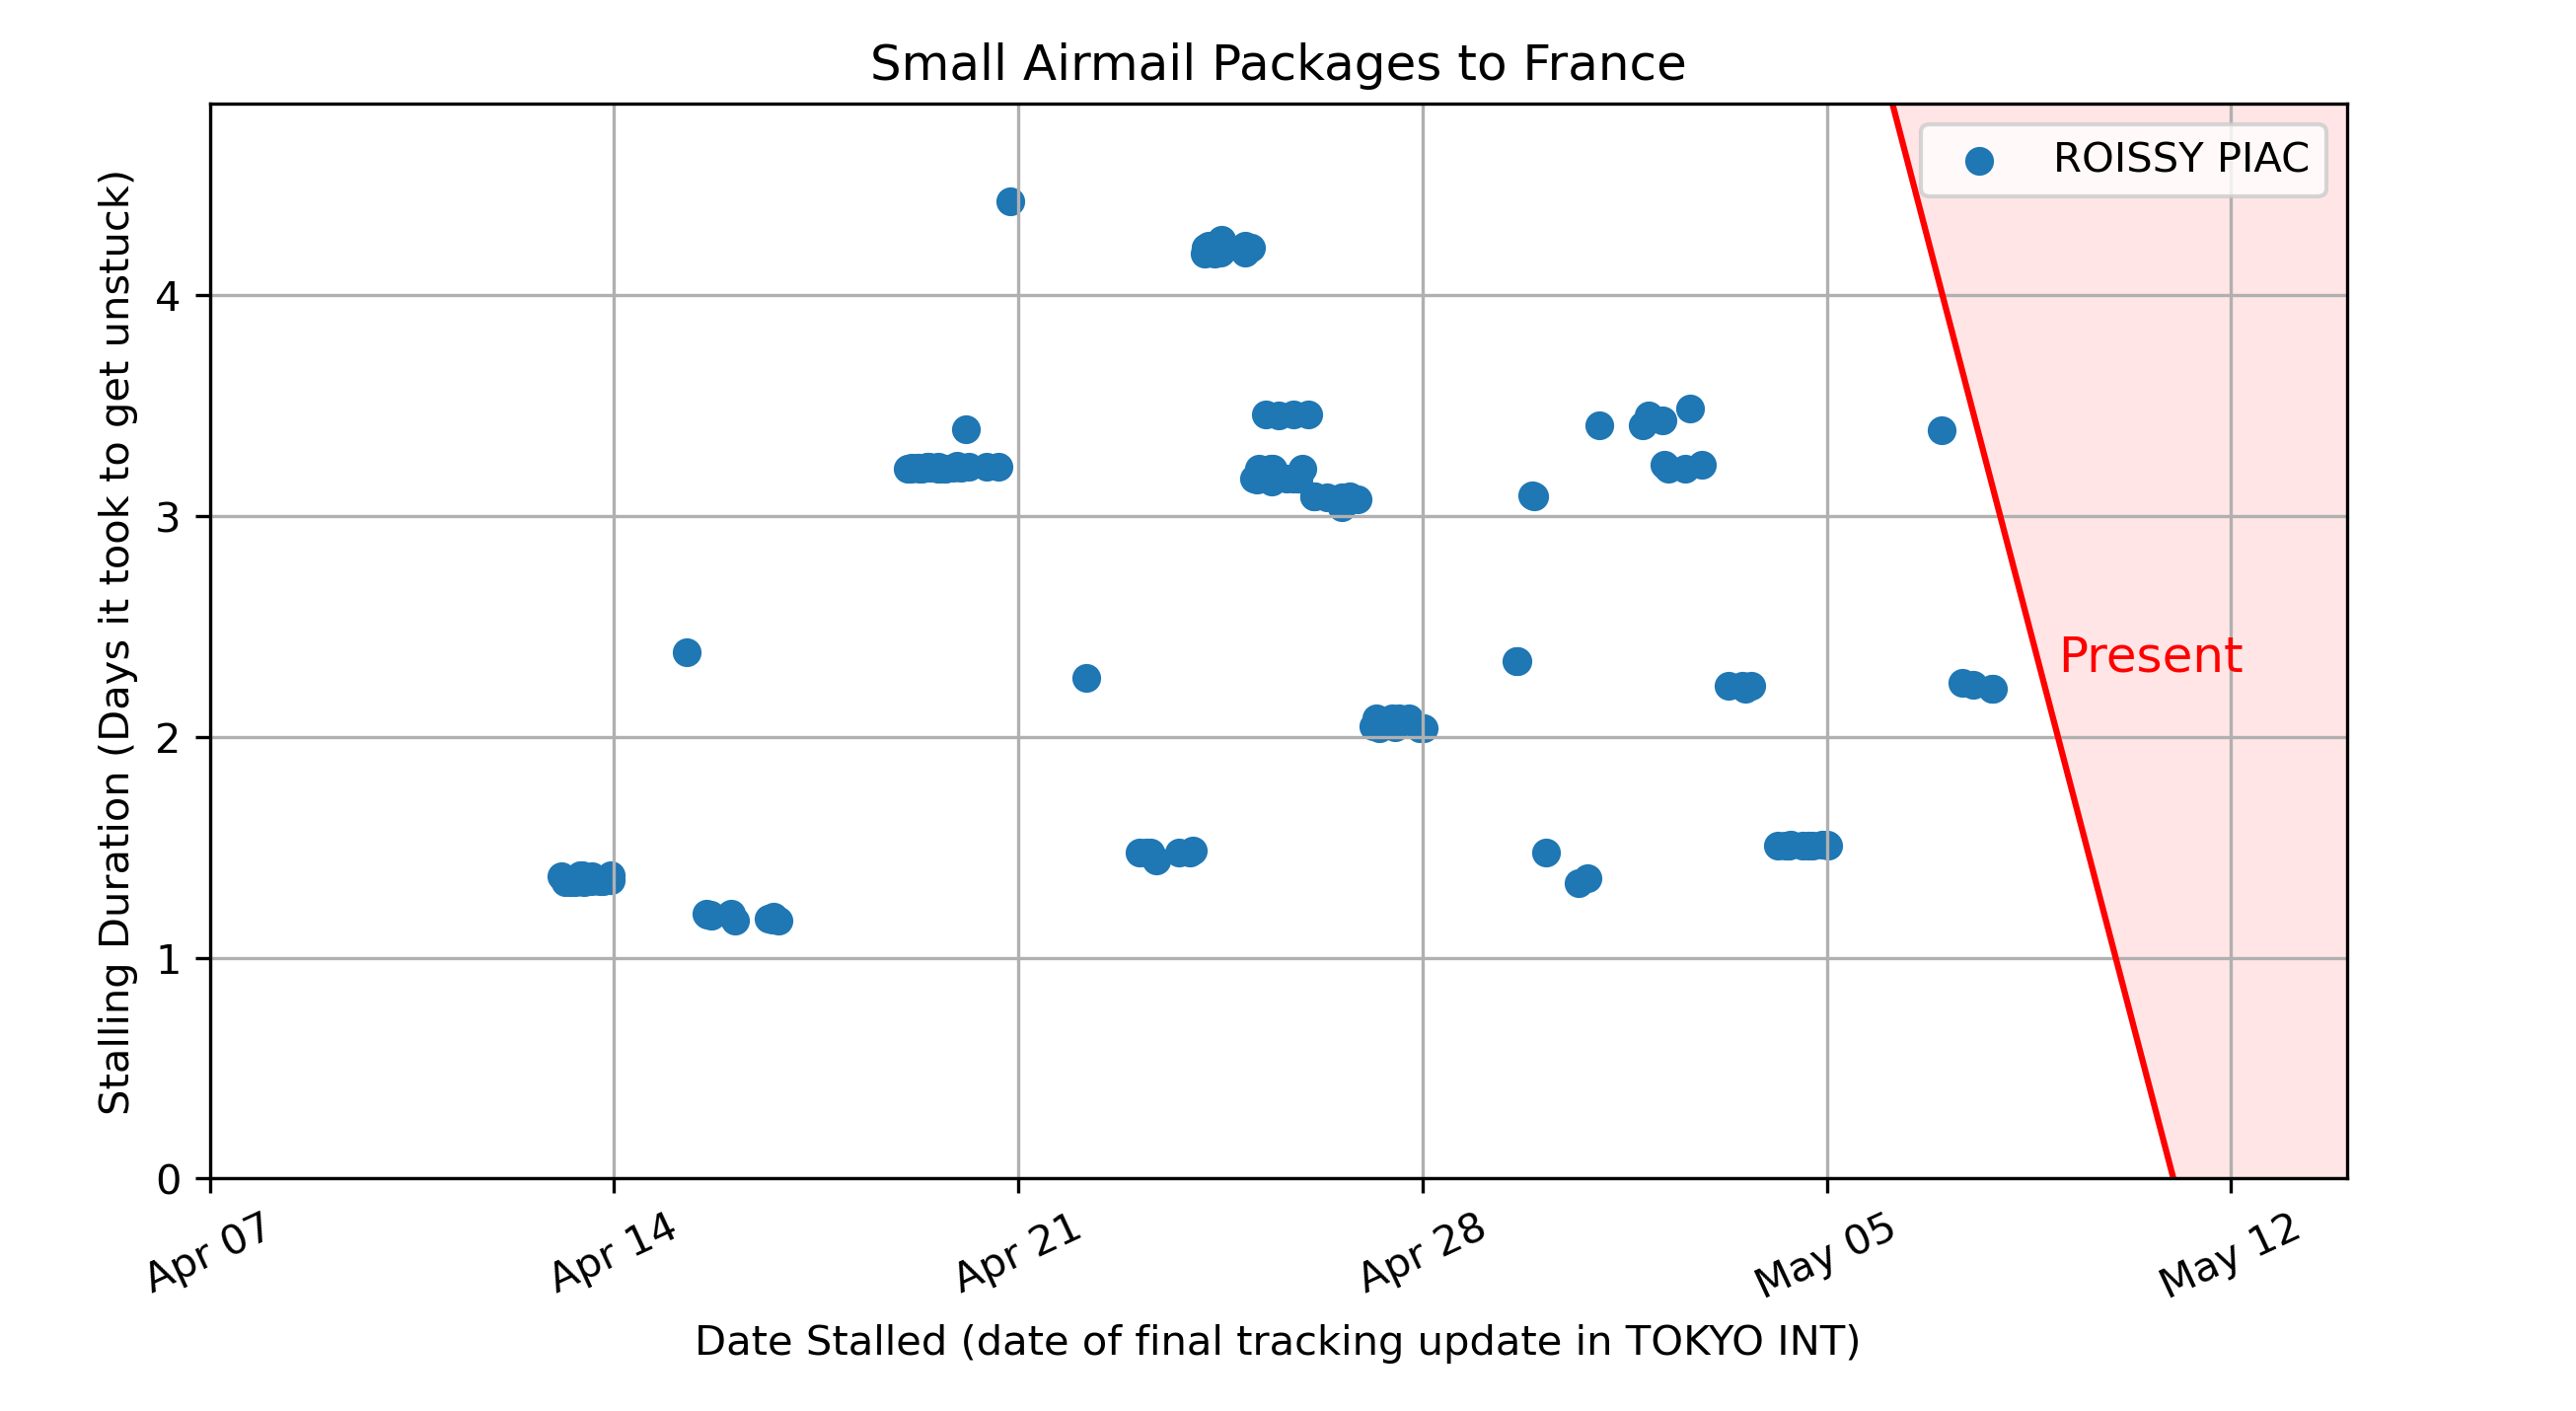 Small Airmail Packages to France
ROISSY PIAC
Stalling Duration (Days it took to get unstuck)
4
3
2
1
0
Present
Apr 07
Apr 14
Apr 21
Apr 28
May 05
May 12
Date Stalled (date of final tracking update in TOKYO INT)